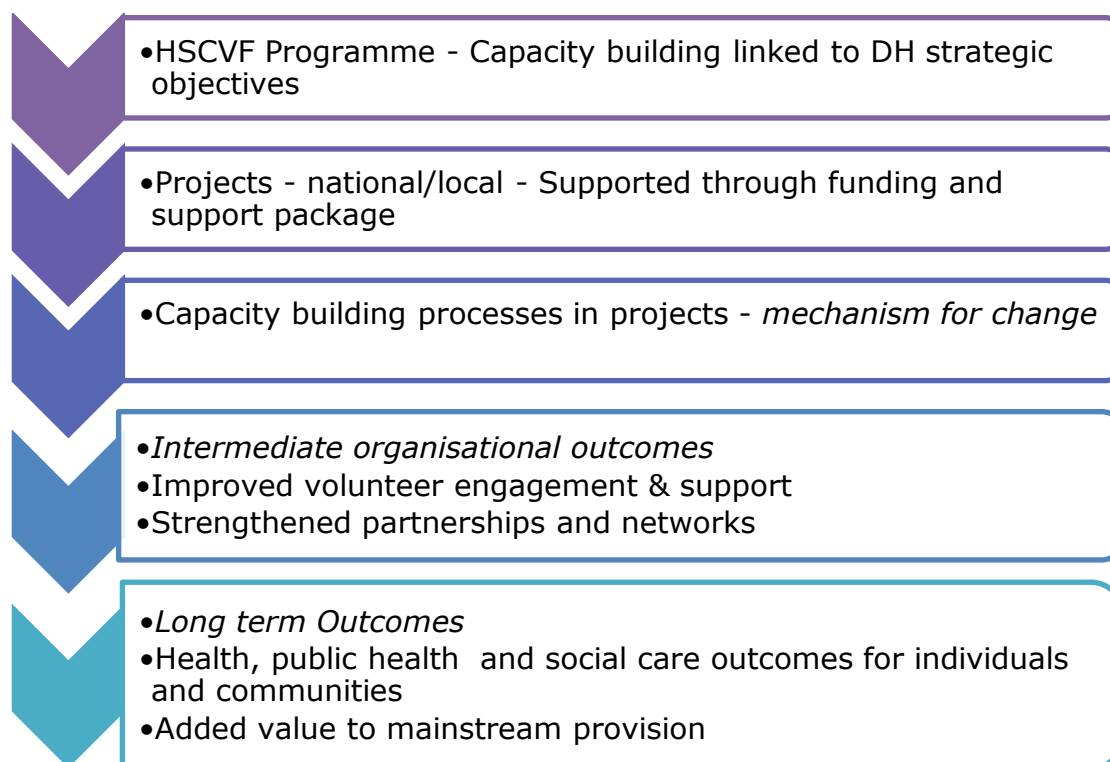 •HSCVF Programme - Capacity building linked to DH strategic
objectives
•Projects - national/local - Supported through funding and
support package
•Capacity building processes in projects - mechanism for change
•Intermediate organisational outcomes
•Improved volunteer engagement & support
•Strengthened partnerships and networks
•Long term Outcomes
•Health, public health  and social care outcomes for individuals
and communities
•Added value to mainstream provision